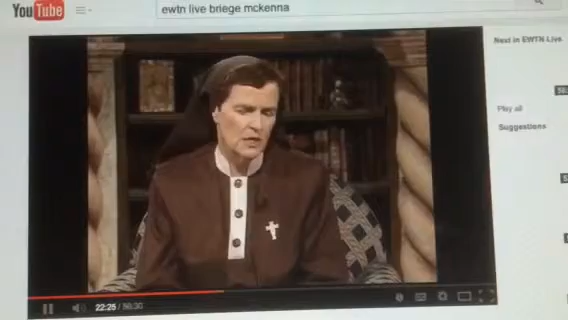 YouTube
ewtn live briege mckenna
Next in EWTN Live
Play all
Suggestions
22:25 / 56:30